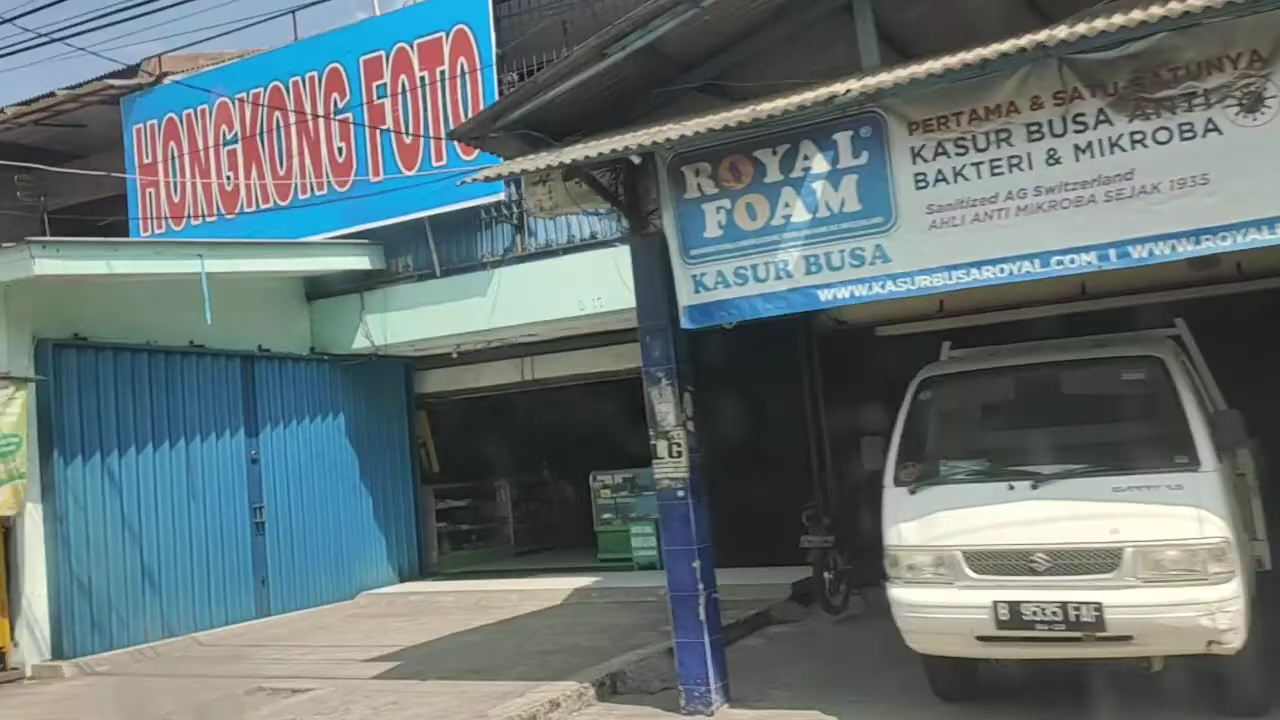 HONGKONG FOTO
ROYAL®
FOAM
KASUR BUSA
PERTAMA & SATU-SATUNYA
KASUR BUSA ANTI
BAKTERI & MIKROBA
Sanitized AG Switzerland
AHLI ANTI MIKROBA SEJAK 1935
WWW.KASURBUSAROYAL.COM | WWW.ROYAL
LG
B 9535 FAF